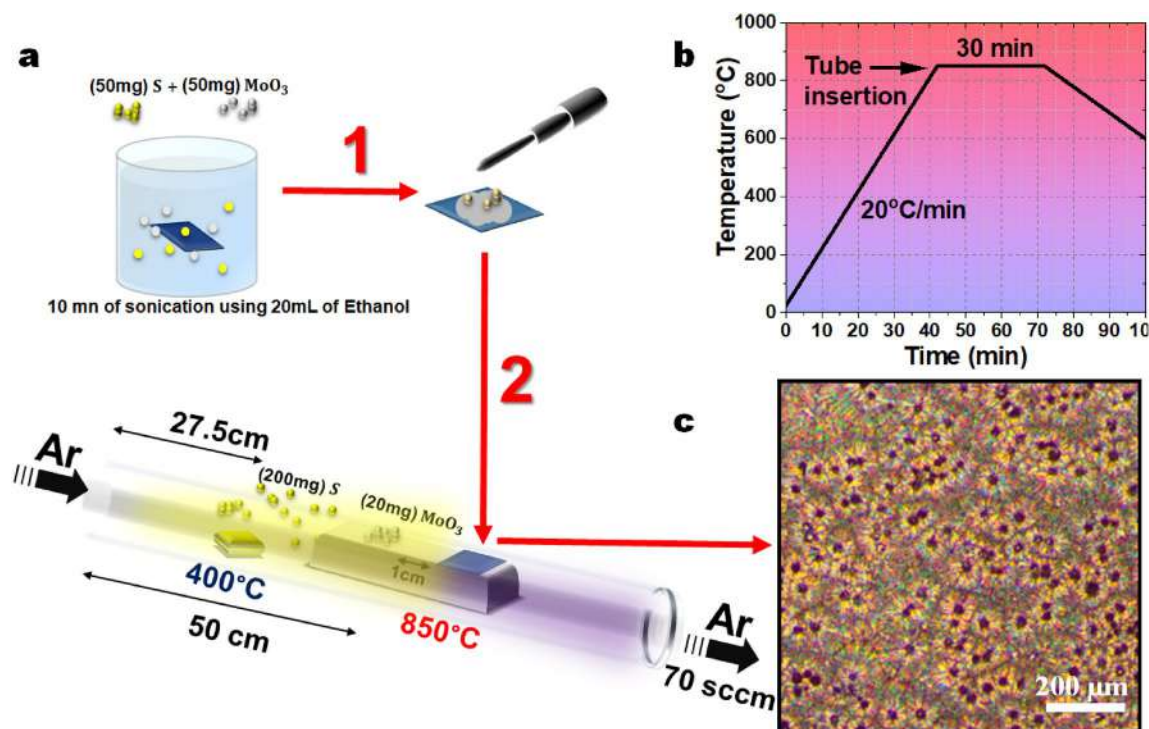 a
(50mg) S + (50mg) MoO₃
1
10 mn of sonication using 20mL of Ethanol
2
27.5cm
Ar
(200mg) S
(20mg) MoO₃
1cm
400°C
850°C
50 cm
Ar
70 sccm
b
1000
800
600
400
200
0
Temperature (°C)
30 min
Tube
insertion
20°C/min
0 10 20 30 40 50 60 70 80 90 100
Time (min)
c
200 µm